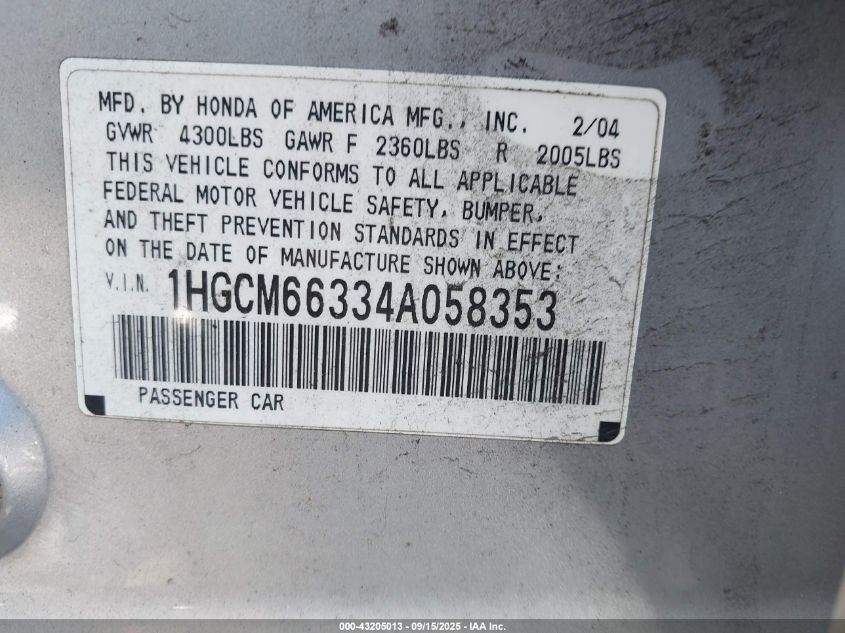 MFD. BY HONDA OF AMERICA MFG., INC. 2/04
GVWR 4300LBS GAWR F 2360LBS R 2005LBS
THIS VEHICLE CONFORMS TO ALL APPLICABLE
FEDERAL MOTOR VEHICLE SAFETY, BUMPER,
AND THEFT PREVENTION STANDARDS IN EFFECT
ON THE DATE OF MANUFACTURE SHOWN ABOVE:
V.I.N. 1HGCM66334A058353
PASSENGER CAR
000-43205013 - 09/15/2025 - IAA Inc.